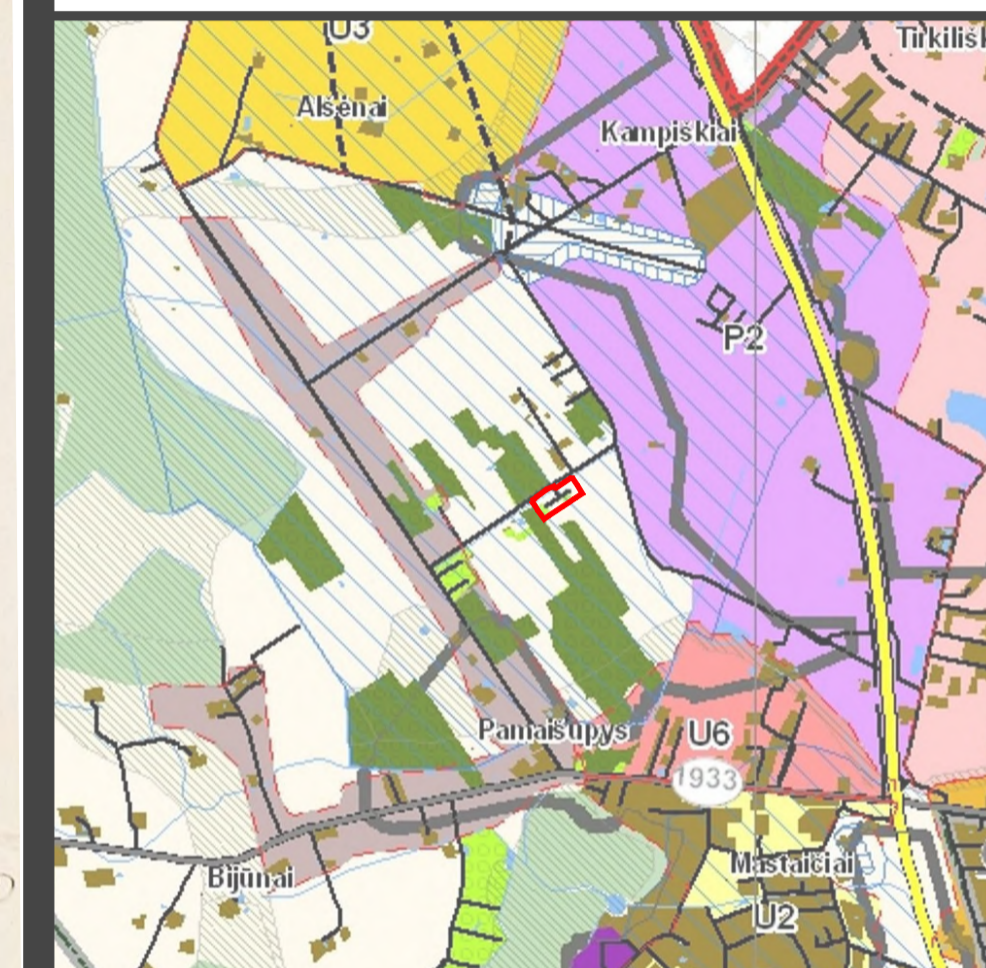 U3
Tirkilišk
Alsėnai
Kampiškiai
P2
Pamaišupys
U6
1933
Mastaičiai
Bijūnai
U2